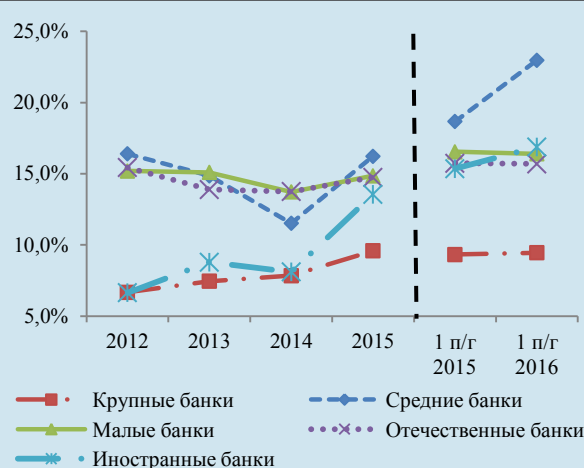 25,0%
20,0%
15,0%
10,0%
5,0%
2012 2013 2014 2015 1 п/г 1 п/г
2015 2016
Крупные банки Средние банки
Малые банки Отечественные банки
Иностранные банки